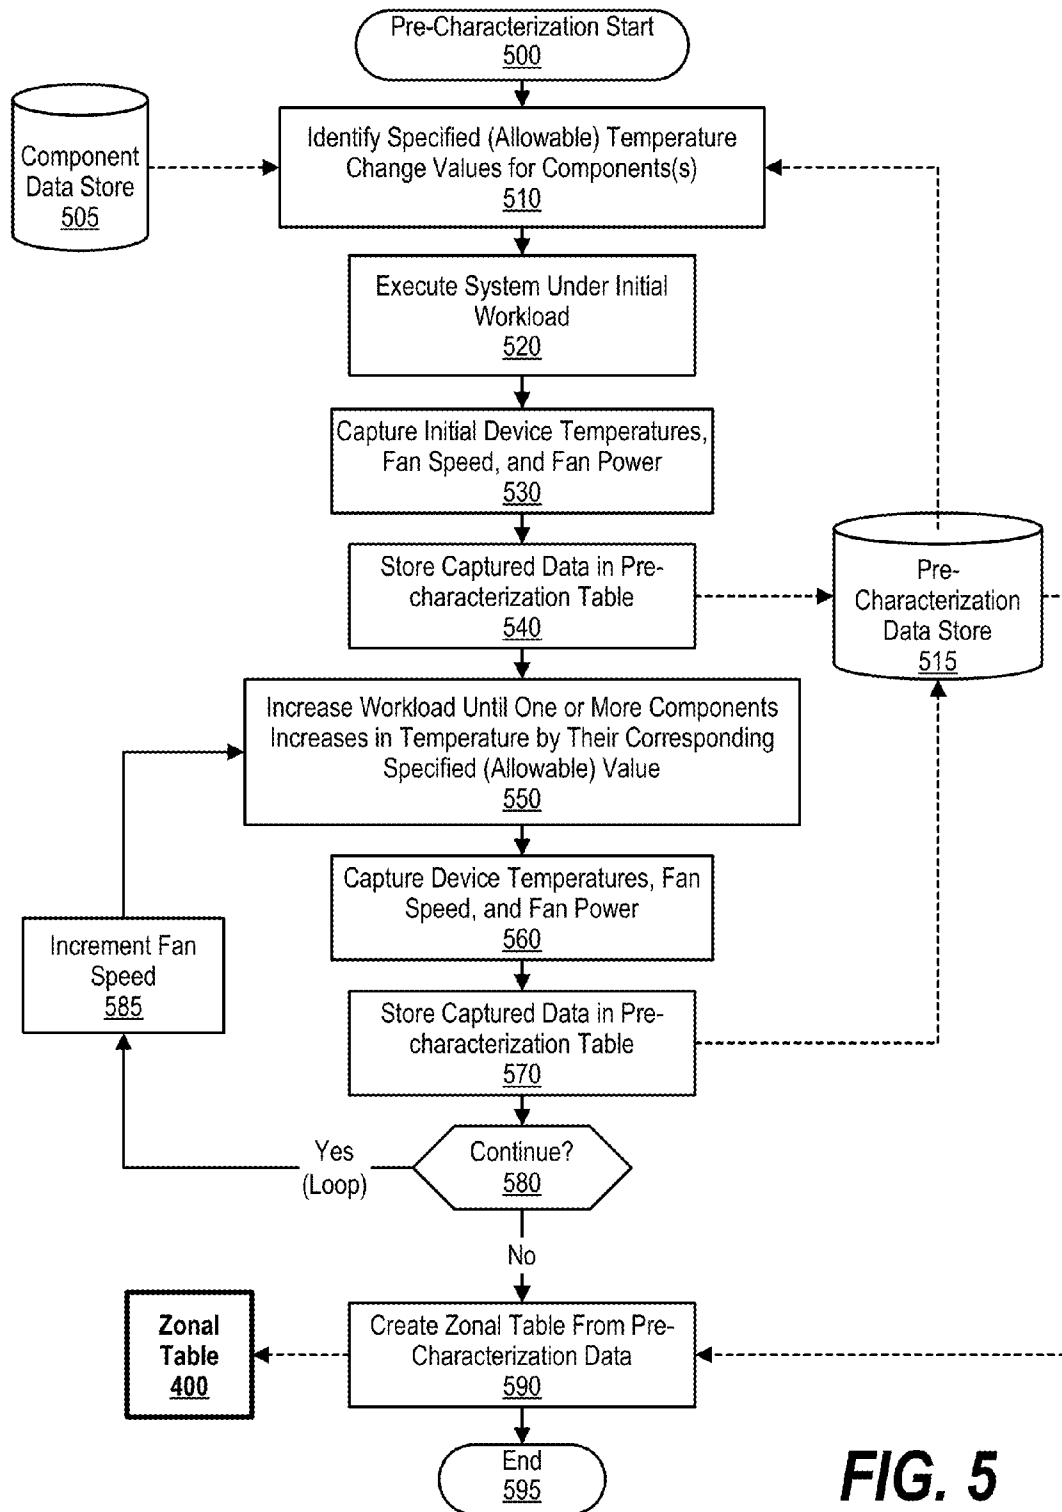 Pre-Characterization Start
500
Component
Data Store
505
Identify Specified (Allowable) Temperature
Change Values for Components(s)
510
Execute System Under Initial
Workload
520
Capture Initial Device Temperatures,
Fan Speed, and Fan Power
530
Store Captured Data in Pre-
characterization Table
540
Pre-
Characterization
Data Store
515
Increase Workload Until One or More Components
Increases in Temperature by Their Corresponding
Specified (Allowable) Value
550
Capture Device Temperatures, Fan
Speed, and Fan Power
560
Increment Fan
Speed
585
Store Captured Data in Pre-
characterization Table
570
Yes
(Loop)
Continue?
580
No
Zonal
Table
400
Create Zonal Table From Pre-
Characterization Data
590
End
595
FIG. 5